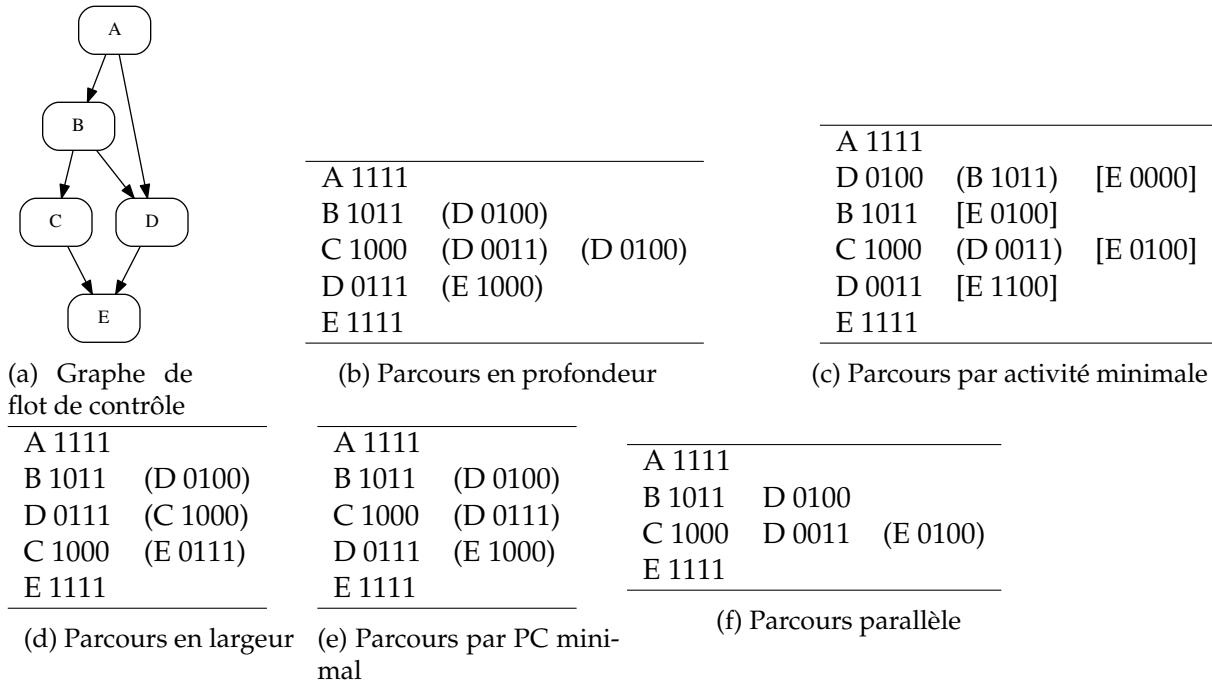 A
B
C
D
E
(a) Graphe de
flot de contrôle
A 1111
B 1011 (D 0100)
C 1000 (D 0011) (D 0100)
D 0111 (E 1000)
E 1111
(b) Parcours en profondeur
A 1111
D 0100 (B 1011) [E 0000]
B 1011 [E 0100]
C 1000 (D 0011) [E 0100]
D 0011 [E 1100]
E 1111
(c) Parcours par activité minimale
A 1111
B 1011 (D 0100)
D 0111 (C 1000)
C 1000 (E 0111)
E 1111
(d) Parcours en largeur
A 1111
B 1011 (D 0100)
C 1000 (D 0111)
D 0111 (E 1000)
E 1111
(e) Parcours par PC mini-
mal
A 1111
B 1011 D 0100
C 1000 D 0011 (E 0100)
E 1111
(f) Parcours parallèle